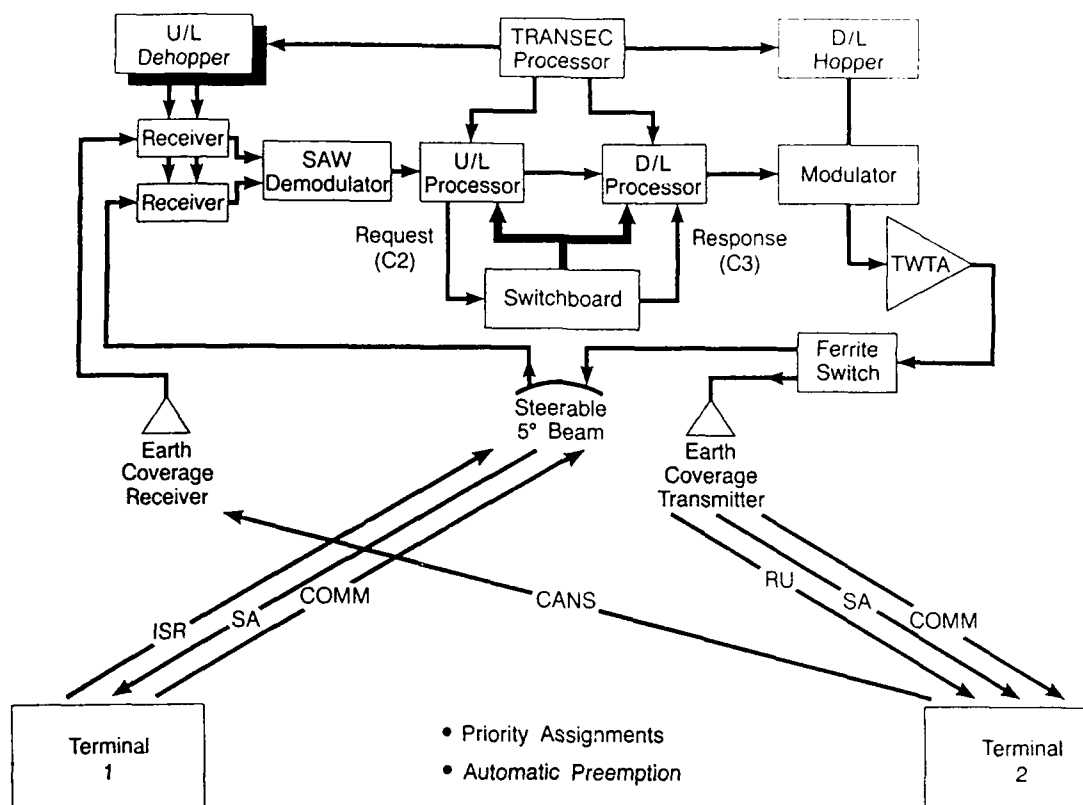 U/L
Dehopper
TRANSEC
Processor
D/L
Hopper
Receiver
Receiver
SAW
Demodulator
U/L
Processor
D/L
Processor
Modulator
Request
(C2)
Response
(C3)
Switchboard
TWTA
Ferrite
Switch
Steerable
5° Beam
Earth
Coverage
Receiver
Earth
Coverage
Transmitter
ISR
SA
COMM
CANS
RU
SA
COMM
Terminal
1
• Priority Assignments
• Automatic Preemption
Terminal
2